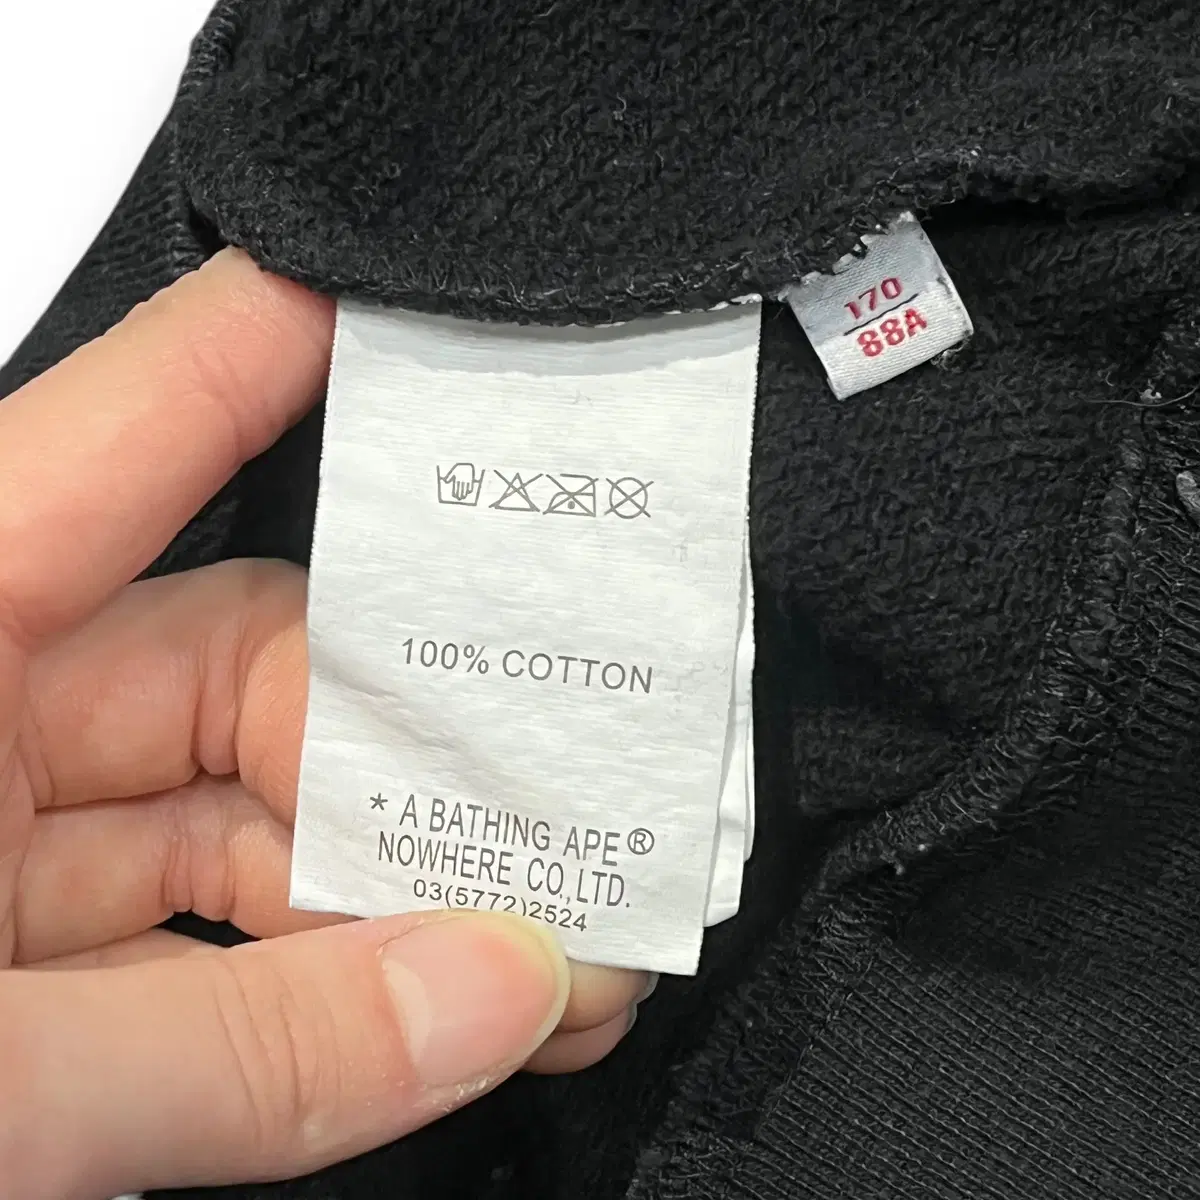 170
88A
100% COTTON
* A BATHING APE®
NOWHERE CO.,LTD.
03(5772)2524